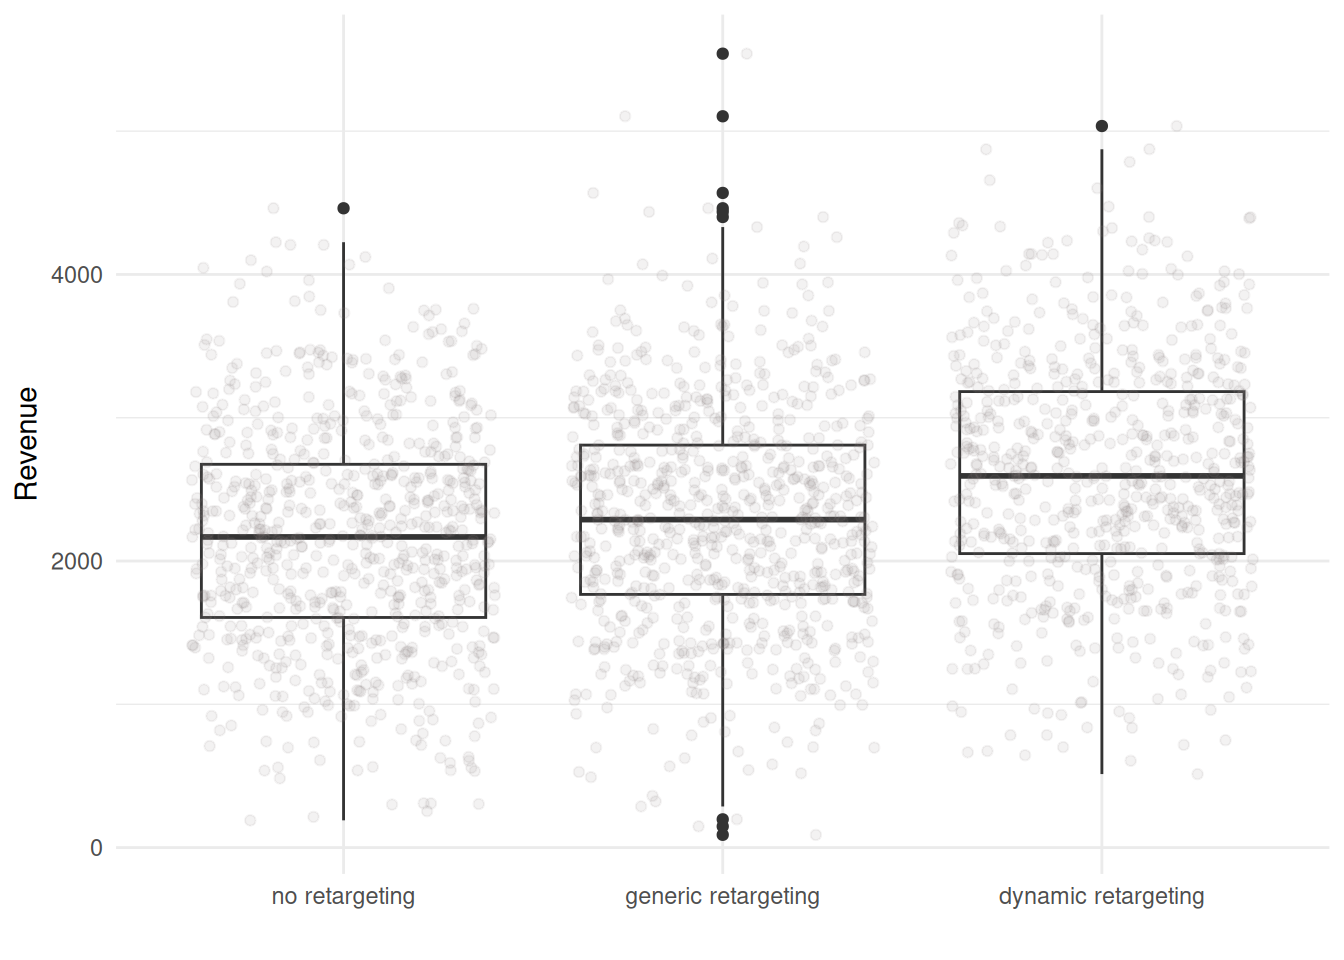 Revenue
4000
2000
0
no retargeting
generic retargeting
dynamic retargeting